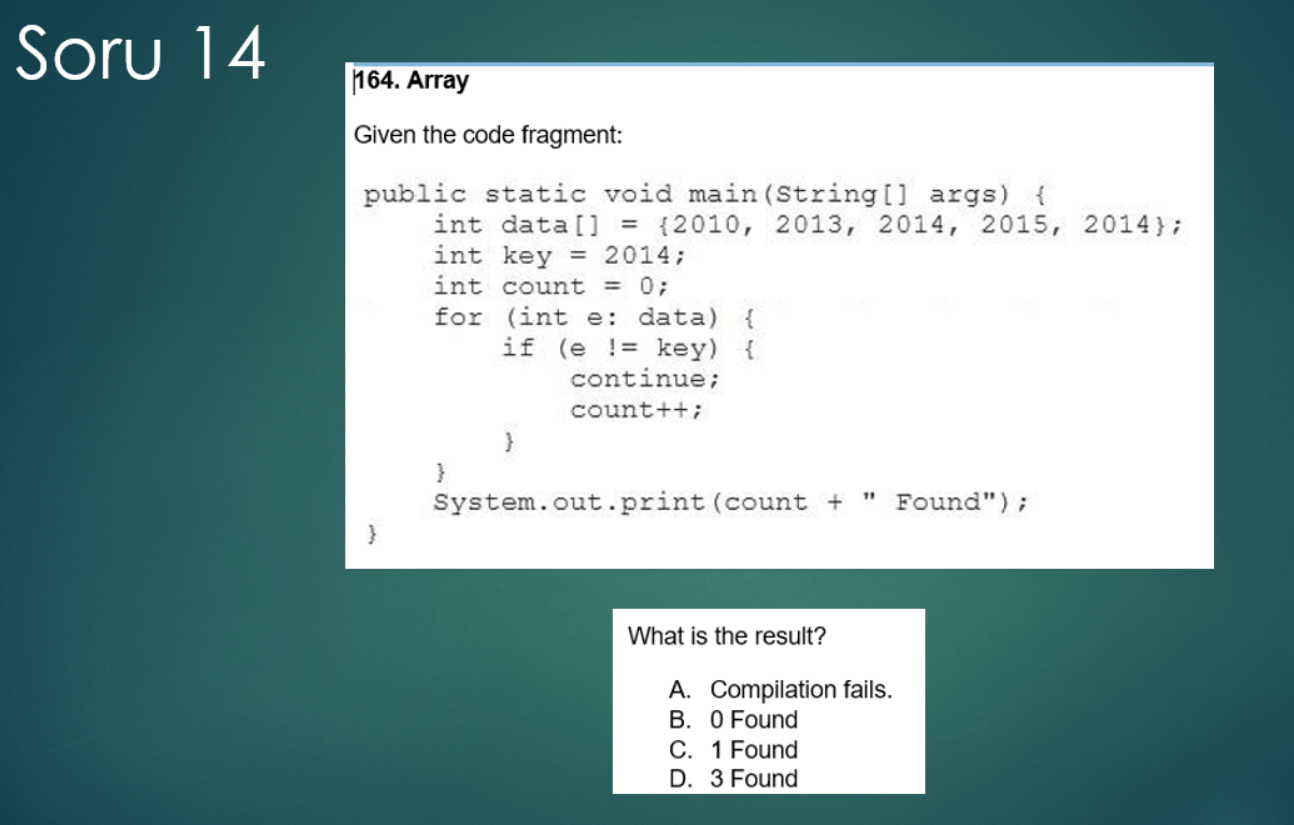 Soru 14
164. Array
Given the code fragment:
public static void main(String[] args) {
int data[] = {2010, 2013, 2014, 2015, 2014};
int key = 2014;
int count = 0;
for (int e: data) {
if (e != key) {
continue;
count++;
}
}
System.out.print(count + " Found");
}
What is the result?
A. Compilation fails.
B. 0 Found
C. 1 Found
D. 3 Found